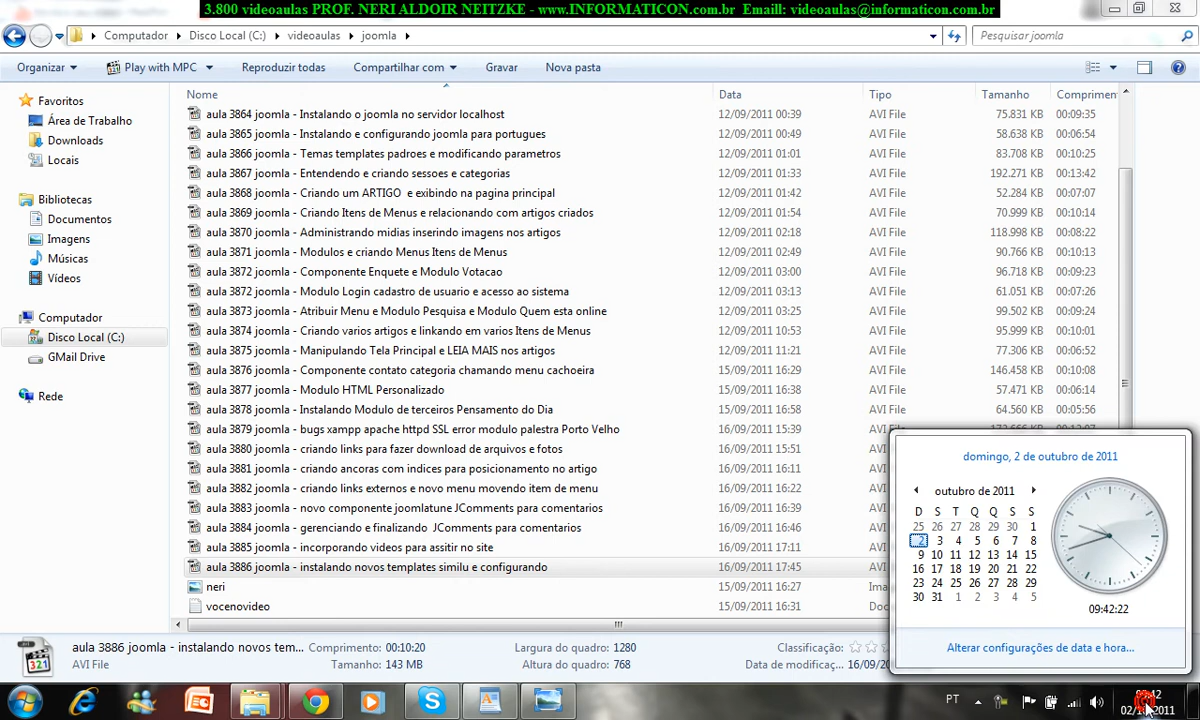 3.800 videoaulas PROF. NERI ALDOIR NEITZKE - www.INFORMATICON.com.br Emaill: videoaulas@informaticon.com.br
Computador Disco Local (C:) videoaulas joomla
Pesquisar joomla
Organizar Play with MPC Reproduzir todas Compartilhar com Gravar Nova pasta
Nome Data Tipo Tamanho Comprimen
Favoritos
Área de Trabalho
Downloads
Locais
Bibliotecas
Documentos
Imagens
Músicas
Vídeos
Computador
Disco Local (C:)
GMail Drive
Rede
aula 3864 joomla - Instalando o joomla no servidor localhost 12/09/2011 00:39 AVI File 75.831 KB 00:09:35
aula 3865 joomla - Instalando e configurando joomla para portugues 12/09/2011 00:49 AVI File 58.638 KB 00:06:54
aula 3866 joomla - Temas templates padroes e modificando parametros 12/09/2011 01:01 AVI File 83.708 KB 00:10:25
aula 3867 joomla - Entendendo e criando sessoes e categorias 12/09/2011 01:33 AVI File 192.271 KB 00:13:42
aula 3868 joomla - Criando um ARTIGO e exibindo na pagina principal 12/09/2011 01:42 AVI File 52.284 KB 00:07:07
aula 3869 joomla - Criando Itens de Menus e relacionando com artigos criados 12/09/2011 01:54 AVI File 70.999 KB 00:10:14
aula 3870 joomla - Administrando midias inserindo imagens nos artigos 12/09/2011 02:18 AVI File 118.998 KB 00:08:22
aula 3871 joomla - Modulos e criando Menus Itens de Menus 12/09/2011 02:49 AVI File 90.766 KB 00:10:13
aula 3872 joomla - Componente Enquete e Modulo Votacao 12/09/2011 03:00 AVI File 96.718 KB 00:09:23
aula 3872 joomla - Modulo Login cadastro de usuario e acesso ao sistema 12/09/2011 03:13 AVI File 61.051 KB 00:07:26
aula 3873 joomla - Atribuir Menu e Modulo Pesquisa e Modulo Quem esta online 12/09/2011 03:25 AVI File 99.502 KB 00:09:24
aula 3874 joomla - Criando varios artigos e linkando em varios Itens de Menus 12/09/2011 10:53 AVI File 95.999 KB 00:10:01
aula 3875 joomla - Manipulando Tela Principal e LEIA MAIS nos artigos 12/09/2011 11:21 AVI File 77.306 KB 00:06:52
aula 3876 joomla - Componente contato categoria chamando menu cachoeira 15/09/2011 16:29 AVI File 146.458 KB 00:10:08
aula 3877 joomla - Modulo HTML Personalizado 15/09/2011 16:38 AVI File 57.471 KB 00:06:14
aula 3878 joomla - Instalando Modulo de terceiros Pensamento do Dia 15/09/2011 16:58 AVI File 64.560 KB 00:05:56
aula 3879 joomla - bugs xampp apache httpd SSL error modulo palestra Porto Velho 16/09/2011 15:39 AVI File
aula 3880 joomla - criando links para fazer download de arquivos e fotos 16/09/2011 15:51
aula 3881 joomla - criando ancoras com indices para posicionamento no artigo 16/09/2011 16:11
aula 3882 joomla - criando links externos e novo menu movendo item de menu 16/09/2011 16:22
aula 3883 joomla - novo componente joomlatune JComments para comentarios 16/09/2011 16:39
aula 3884 joomla - gerenciando e finalizando JComments para comentarios 16/09/2011 16:46
aula 3885 joomla - incorporando videos para assitir no site 16/09/2011 17:11
aula 3886 joomla - instalando novos templates similu e configurando 16/09/2011 17:45
neri 15/09/2011 16:27
vocenovideo 15/09/2011 16:31
domingo, 2 de outubro de 2011
outubro de 2011
D S T Q Q S S
25 26 27 28 29 30 1
2 3 4 5 6 7 8
9 10 11 12 13 14 15
16 17 18 19 20 21 22
23 24 25 26 27 28 29
30 31 1 2 3 4 5
09:42:22
Alterar configurações de data e hora...
aula 3886 joomla - instalando novos tem... Comprimento: 00:10:20 Largura do quadro: 1280 Classificação:
AVI File Tamanho: 143 MB Altura do quadro: 768 Data de modificaç... 16/09/
321
PT